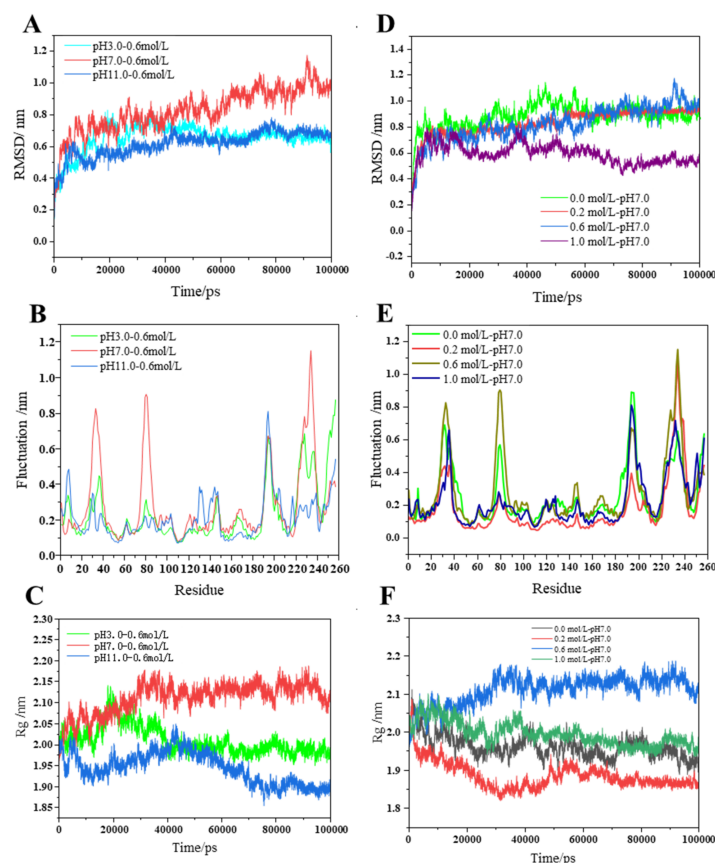 A
pH3.0-0.6mol/L
pH7.0-0.6mol/L
pH11.0-0.6mol/L
1.2
1.0
0.8
0.6
0.4
0.2
0.0
RMSD/ nm
0 20000 40000 60000 80000 100000
Time/ps
D
1.4
1.2
1.0
0.8
0.6
0.4
0.2
0.0
-0.2
RMSD/ nm
0.0 mol/L-pH7.0
0.2 mol/L-pH7.0
0.6 mol/L-pH7.0
1.0 mol/L-pH7.0
0 20000 40000 60000 80000 100000
Time/ps
B
pH3.0-0.6mol/L
pH7.0-0.6mol/L
pH11.0-0.6mol/L
1.2
1.0
0.8
0.6
0.4
0.2
0.0
Fluctuation /nm
0 20 40 60 80 100 120 140 160 180 200 220 240 260
Residue
E
0.0 mol/L-pH7.0
0.2 mol/L-pH7.0
0.6 mol/L-pH7.0
1.0 mol/L-pH7.0
1.2
1.0
0.8
0.6
0.4
0.2
0.0
Fluctuation /nm
0 20 40 60 80 100 120 140 160 180 200 220 240 260
Residue
C
pH3.0-0.6mol/L
pH7.0-0.6mol/L
pH11.0-0.6mol/L
2.30
2.25
2.20
2.15
2.10
2.05
2.00
1.95
1.90
1.85
Rg /nm
0 20000 40000 60000 80000 100000
Time/ps
F
0.0 mol/L-pH7.0
0.2 mol/L-pH7.0
0.6 mol/L-pH7.0
1.0 mol/L-pH7.0
2.3
2.2
2.1
2.0
1.9
1.8
Rg /nm
0 20000 40000 60000 80000 100000
Time/ps